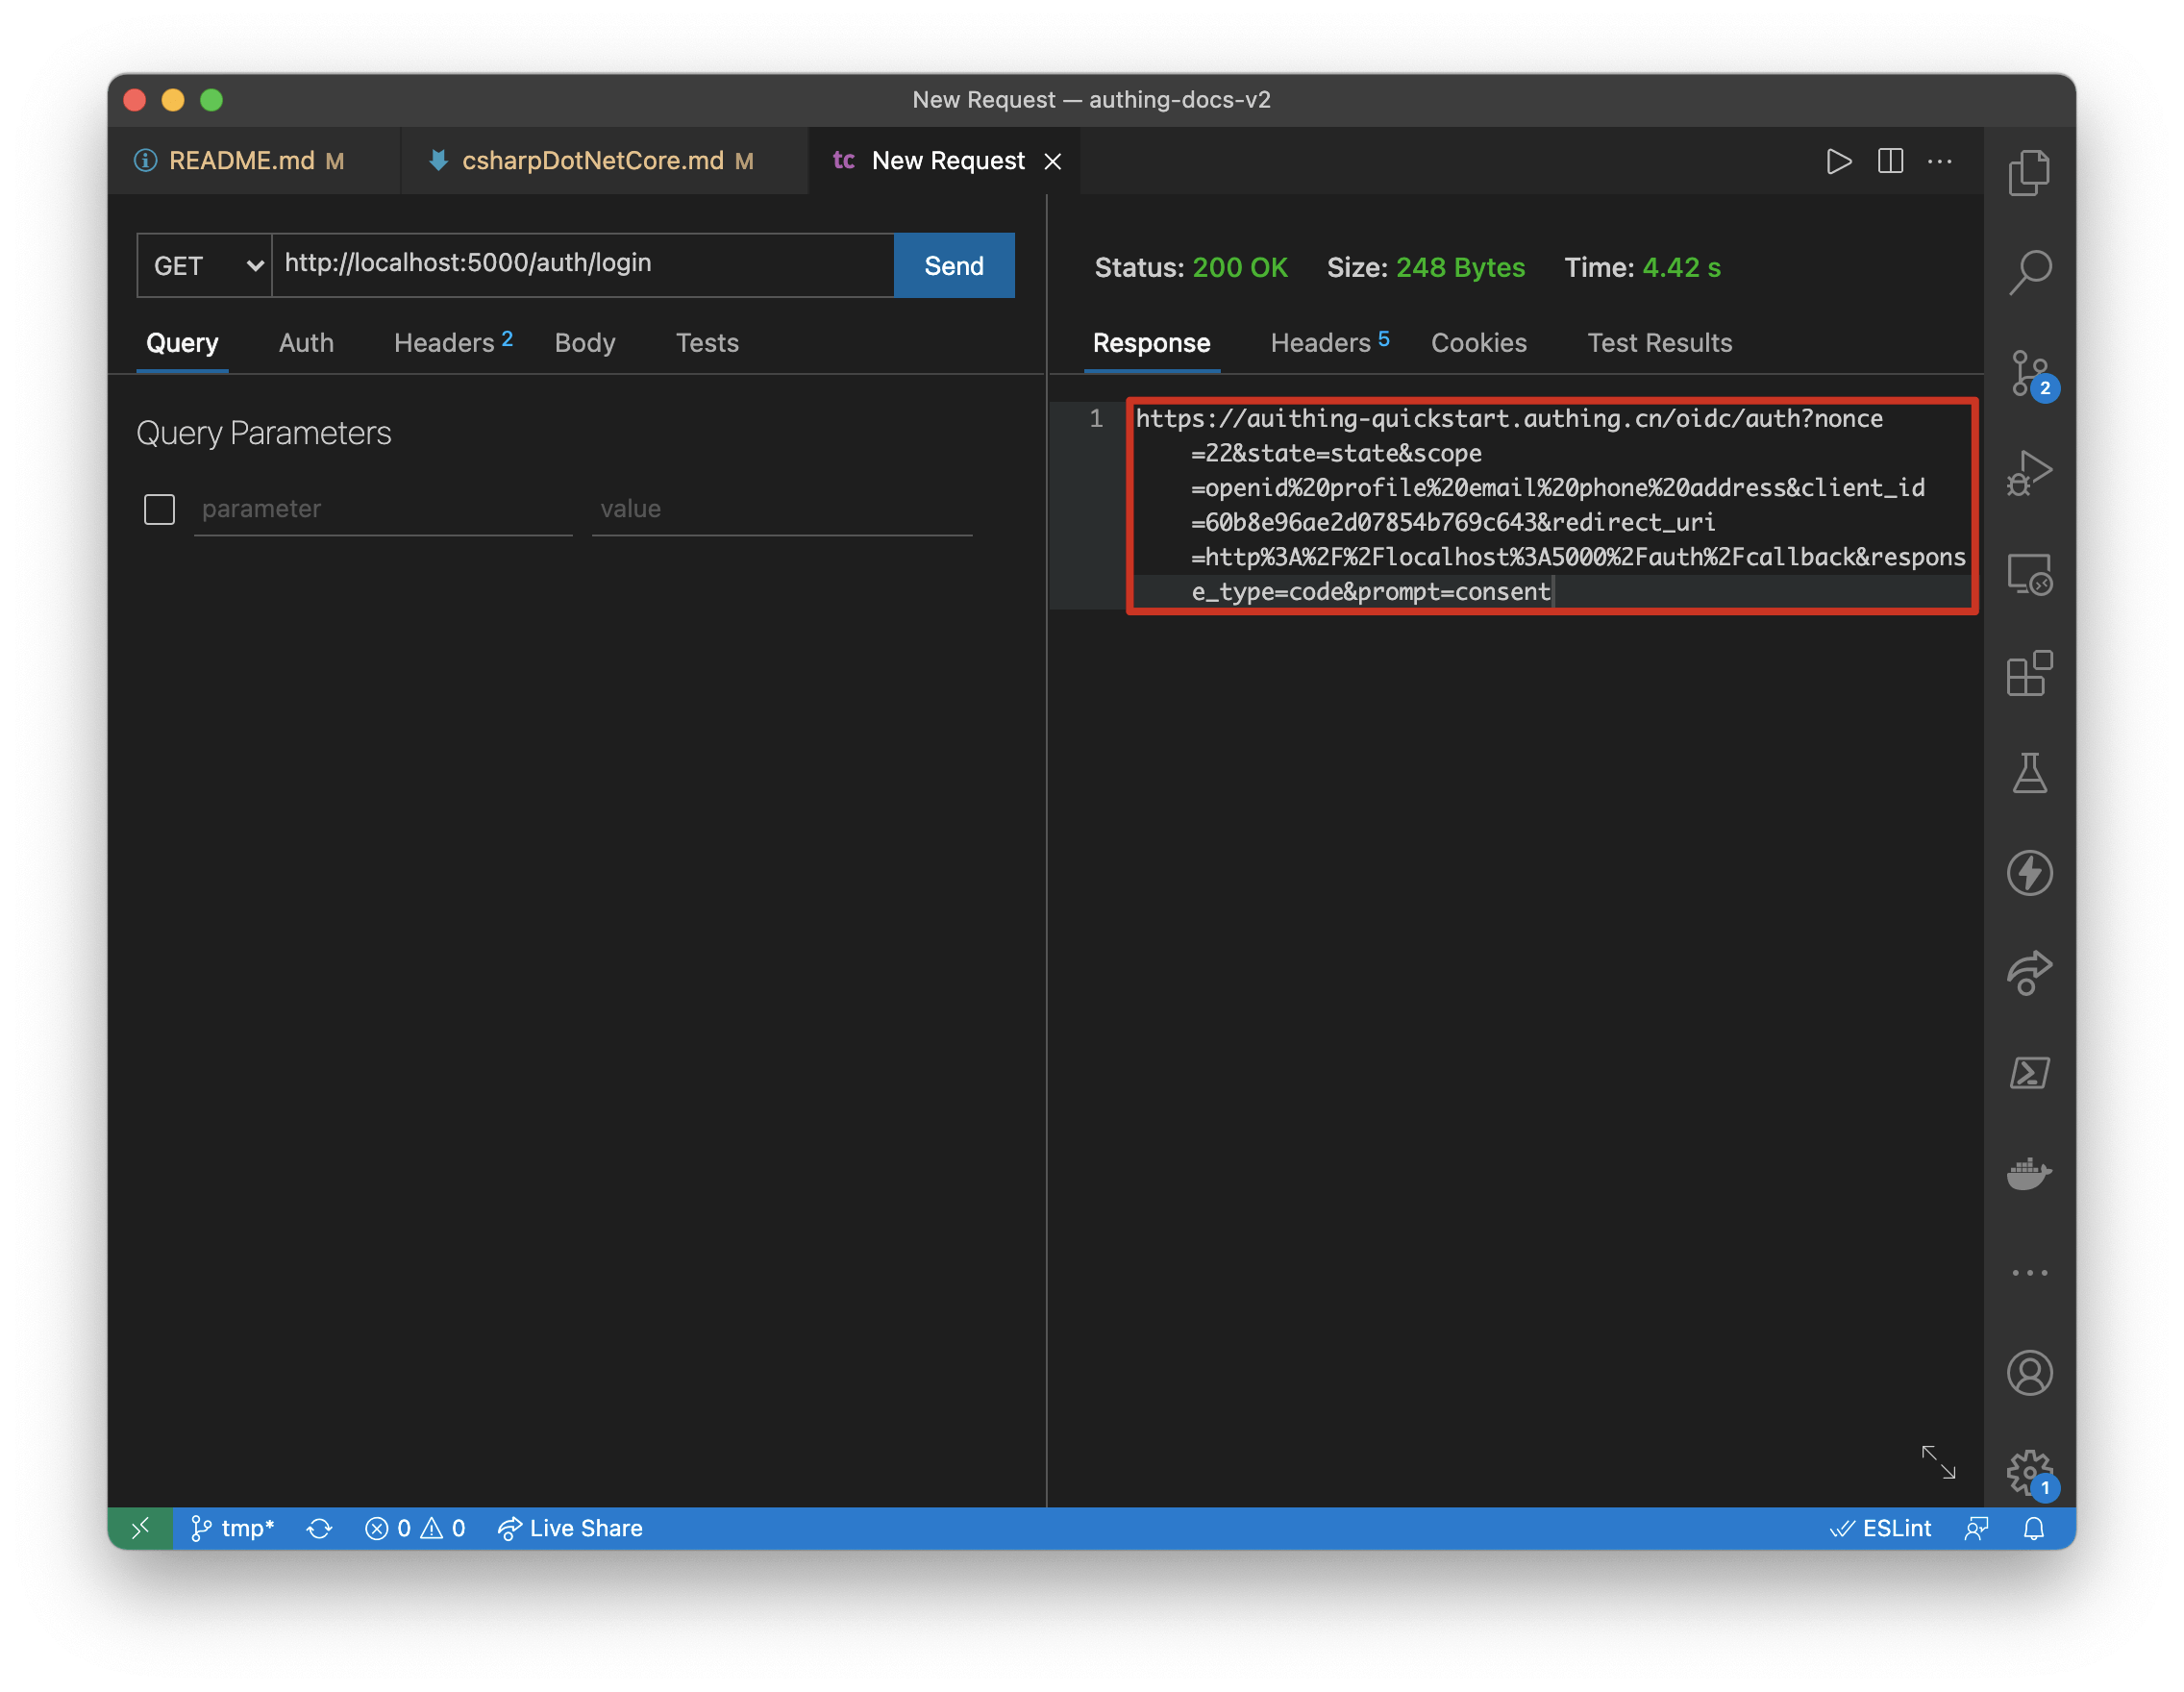 New Request — authing-docs-v2
README.md M
csharpDotNetCore.md M
tc New Request
GET
http://localhost:5000/auth/login
Send
Status: 200 OK
Size: 248 Bytes
Time: 4.42 s
Query
Auth
Headers 2
Body
Tests
Response
Headers 5
Cookies
Test Results
Query Parameters
parameter
value
1
https://auithing-quickstart.authing.cn/oidc/auth?nonce
=22&state=state&scope
=openid%20profile%20email%20phone%20address&client_id
=60b8e96ae2d07854b769c643&redirect_uri
=http%3A%2F%2Flocalhost%3A5000%2Fauth%2Fcallback&respons
e_type=code&prompt=consent
2
1
tmp*
0
0
Live Share
ESLint